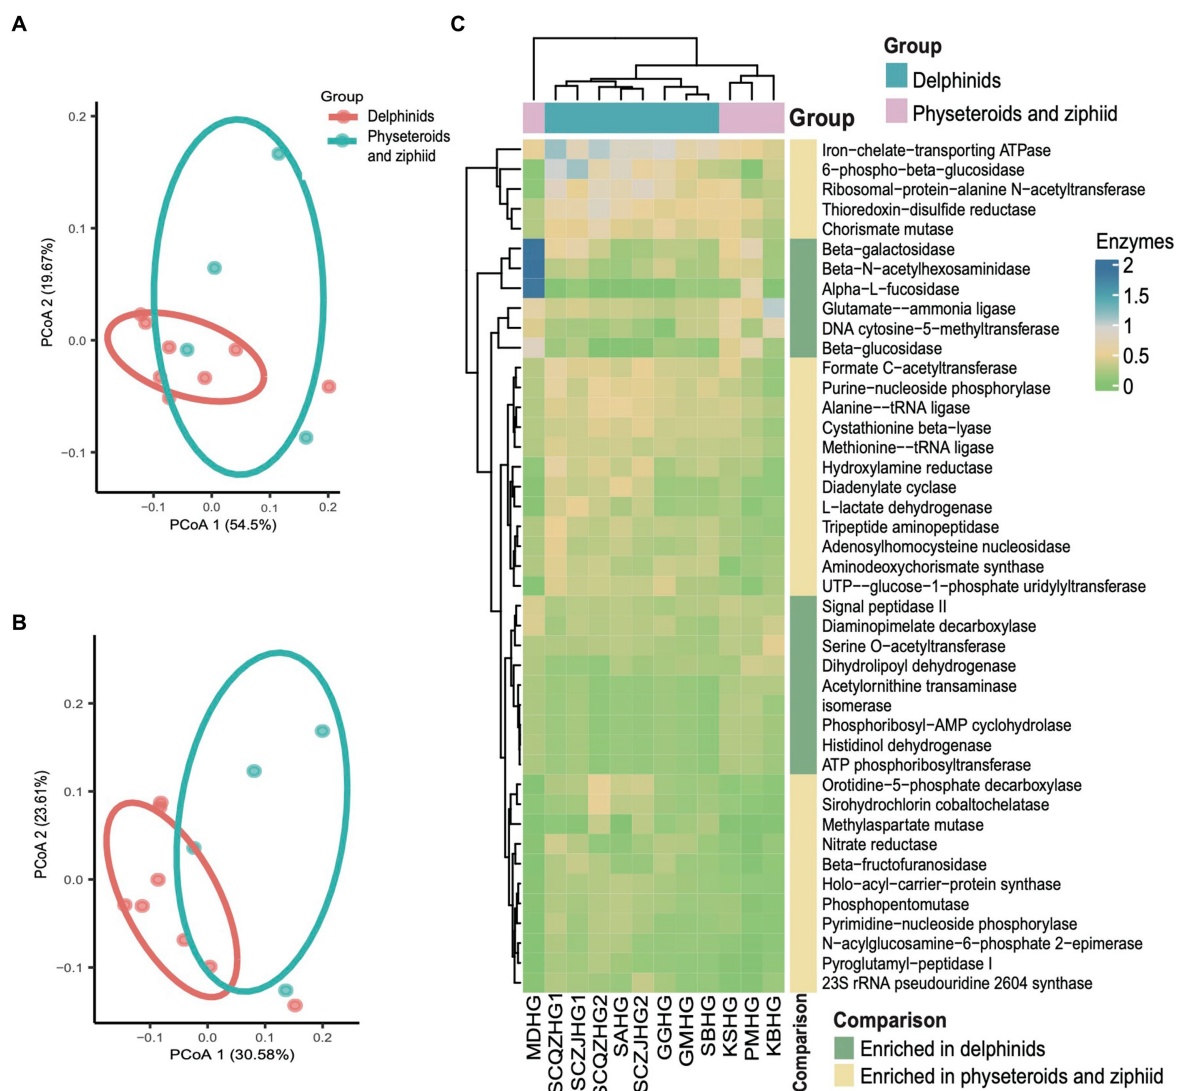 A
Group
Delphinids
Physeteroids
and ziphiid
0.2
0.1
0.0
−0.1
PCoA 2 (19.67%)
−0.1
0.0
0.1
0.2
PCoA 1 (54.5%)
B
0.2
0.1
0.0
−0.1
PCoA 2 (23.61%)
−0.1
0.0
0.1
0.2
PCoA 1 (30.58%)
C
Group
Delphinids
Physeteroids and ziphiid
Group
Iron−chelate−transporting ATPase
6−phospho−beta−glucosidase
Ribosomal−protein−alanine N−acetyltransferase
Thioredoxin−disulfide reductase
Chorismate mutase
Beta−galactosidase
Beta−N−acetylhexosaminidase
Alpha−L−fucosidase
Glutamate−−ammonia ligase
DNA cytosine−5−methyltransferase
Beta−glucosidase
Formate C−acetyltransferase
Purine−nucleoside phosphorylase
Alanine−−tRNA ligase
Cystathionine beta−lyase
Methionine−−tRNA ligase
Hydroxylamine reductase
Diadenylate cyclase
L−lactate dehydrogenase
Tripeptide aminopeptidase
Adenosylhomocysteine nucleosidase
Aminodeoxychorismate synthase
UTP−−glucose−1−phosphate uridylyltransferase
Signal peptidase II
Diaminopimelate decarboxylase
Serine O−acetyltransferase
Dihydrolipoyl dehydrogenase
Acetylornithine transaminase
isomerase
Phosphoribosyl−AMP cyclohydrolase
Histidinol dehydrogenase
ATP phosphoribosyltransferase
Orotidine−5−phosphate decarboxylase
Sirohydrochlorin cobaltochelatase
Methylaspartate mutase
Nitrate reductase
Beta−fructofuranosidase
Holo−acyl−carrier−protein synthase
Phosphopentomutase
Pyrimidine−nucleoside phosphorylase
N−acylglucosamine−6−phosphate 2−epimerase
Pyroglutamyl−peptidase I
23S rRNA pseudouridine 2604 synthase
Enzymes
2
1.5
1
0.5
0
MDHG
SCQZHG1
SCZJHG1
SCQZHG2
SAHG
SCZJHG2
GGHG
GMHG
SBHG
KSHG
PMHG
KBHG
Comparison
Comparison
Enriched in delphinids
Enriched in physeteroids and ziphiid